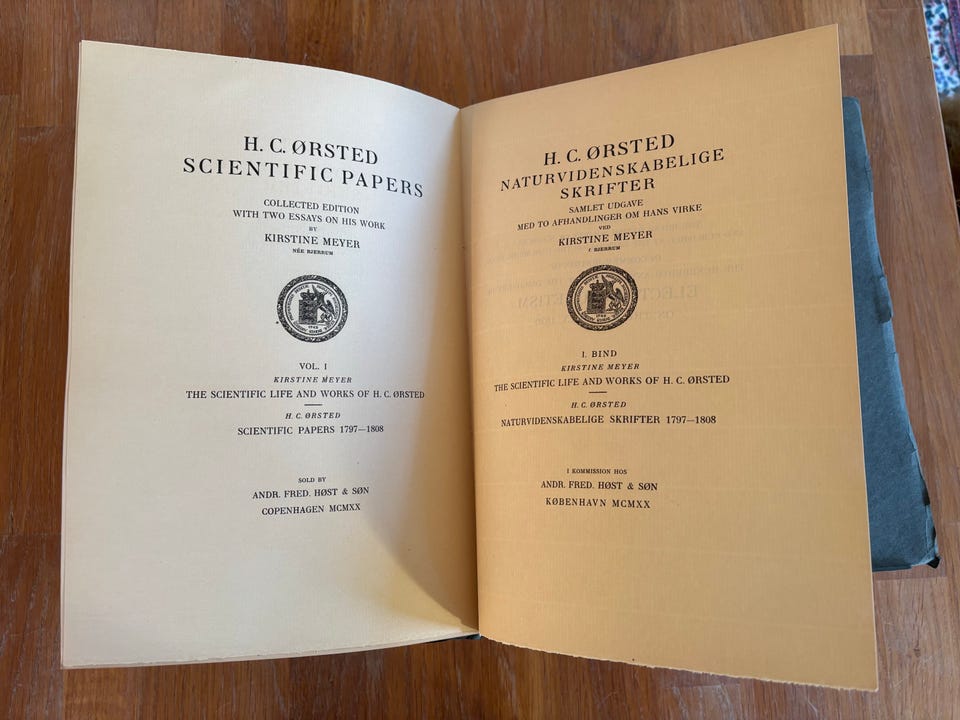 H. C. ØRSTED
SCIENTIFIC PAPERS
COLLECTED EDITION
WITH TWO ESSAYS ON HIS WORK
BY
KIRSTINE MEYER
NÉE BJERRUM
VOL. I
KIRSTINE MEYER
THE SCIENTIFIC LIFE AND WORKS OF H. C. ØRSTED
H. C. ØRSTED
SCIENTIFIC PAPERS 1797—1808
SOLD BY
ANDR. FRED. HØST & SØN
COPENHAGEN MCMXX
H. C. ØRSTED
NATURVIDENSKABELIGE
SKRIFTER
SAMLET UDGAVE
MED TO AFHANDLINGER OM HANS VIRKE
VED
KIRSTINE MEYER
F. BJERRUM
I. BIND
KIRSTINE MEYER
THE SCIENTIFIC LIFE AND WORKS OF H. C. ØRSTED
H. C. ØRSTED
NATURVIDENSKABELIGE SKRIFTER 1797—1808
I KOMMISSION HOS
ANDR. FRED. HØST & SØN
KØBENHAVN MCMXX